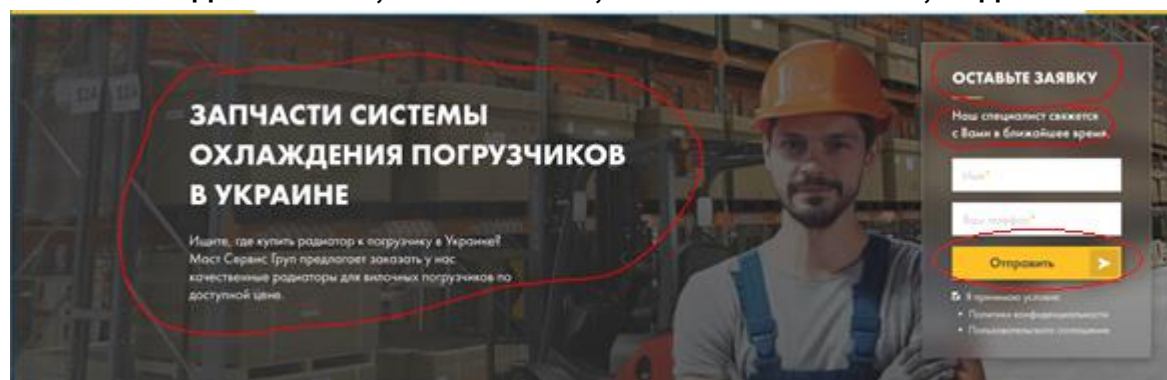 ЗАПЧАСТИ СИСТЕМЫ
ОХЛАЖДЕНИЯ ПОГРУЗЧИКОВ
В УКРАИНЕ
Ищите, где купить радиатор к погрузчику в Украине?
Маст Сервис Груп предлагает заказать у нас
качественные радиаторы для вилочных погрузчиков по
доступной цене.
ОСТАВЬТЕ ЗАЯВКУ
Наш специалист свяжется
с Вами в ближайшее время.
Имя*
Ваш телефон*
Отправить
Я принимаю условия:
• Политики конфиденциальности
• Пользовательского соглашения